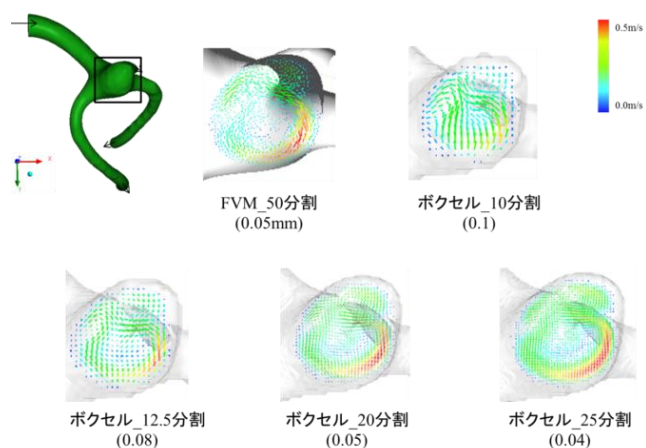 0.5m/s
0.0m/s
FVM_50分割
(0.05mm)
ボクセル_10分割
(0.1)
ボクセル_12.5分割
(0.08)
ボクセル_20分割
(0.05)
ボクセル_25分割
(0.04)